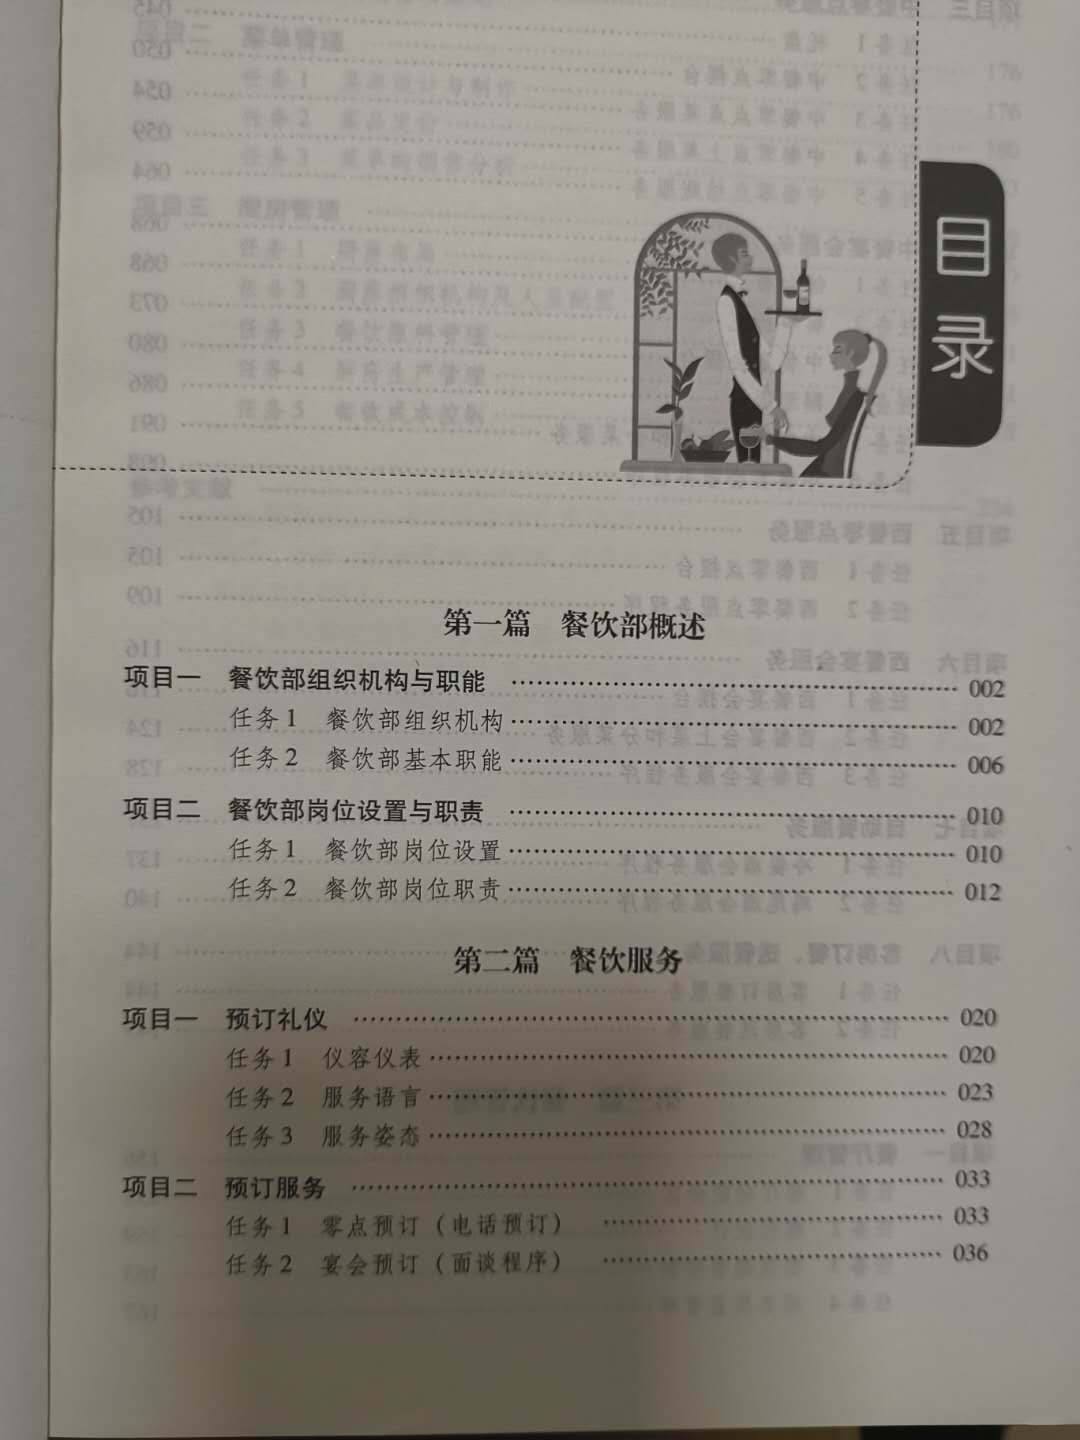 目录
第一篇 餐饮部概述
项目一 餐饮部组织机构与职能 …… 002
任务1 餐饮部组织机构 …… 002
任务2 餐饮部基本职能 …… 006
项目二 餐饮部岗位设置与职责 …… 010
任务1 餐饮部岗位设置 …… 010
任务2 餐饮部岗位职责 …… 012
第二篇 餐饮服务
项目一 预订礼仪 …… 020
任务1 仪容仪表 …… 020
任务2 服务语言 …… 023
任务3 服务姿态 …… 028
项目二 预订服务 …… 033
任务1 零点预订（电话预订） …… 033
任务2 宴会预订（面谈程序） …… 036